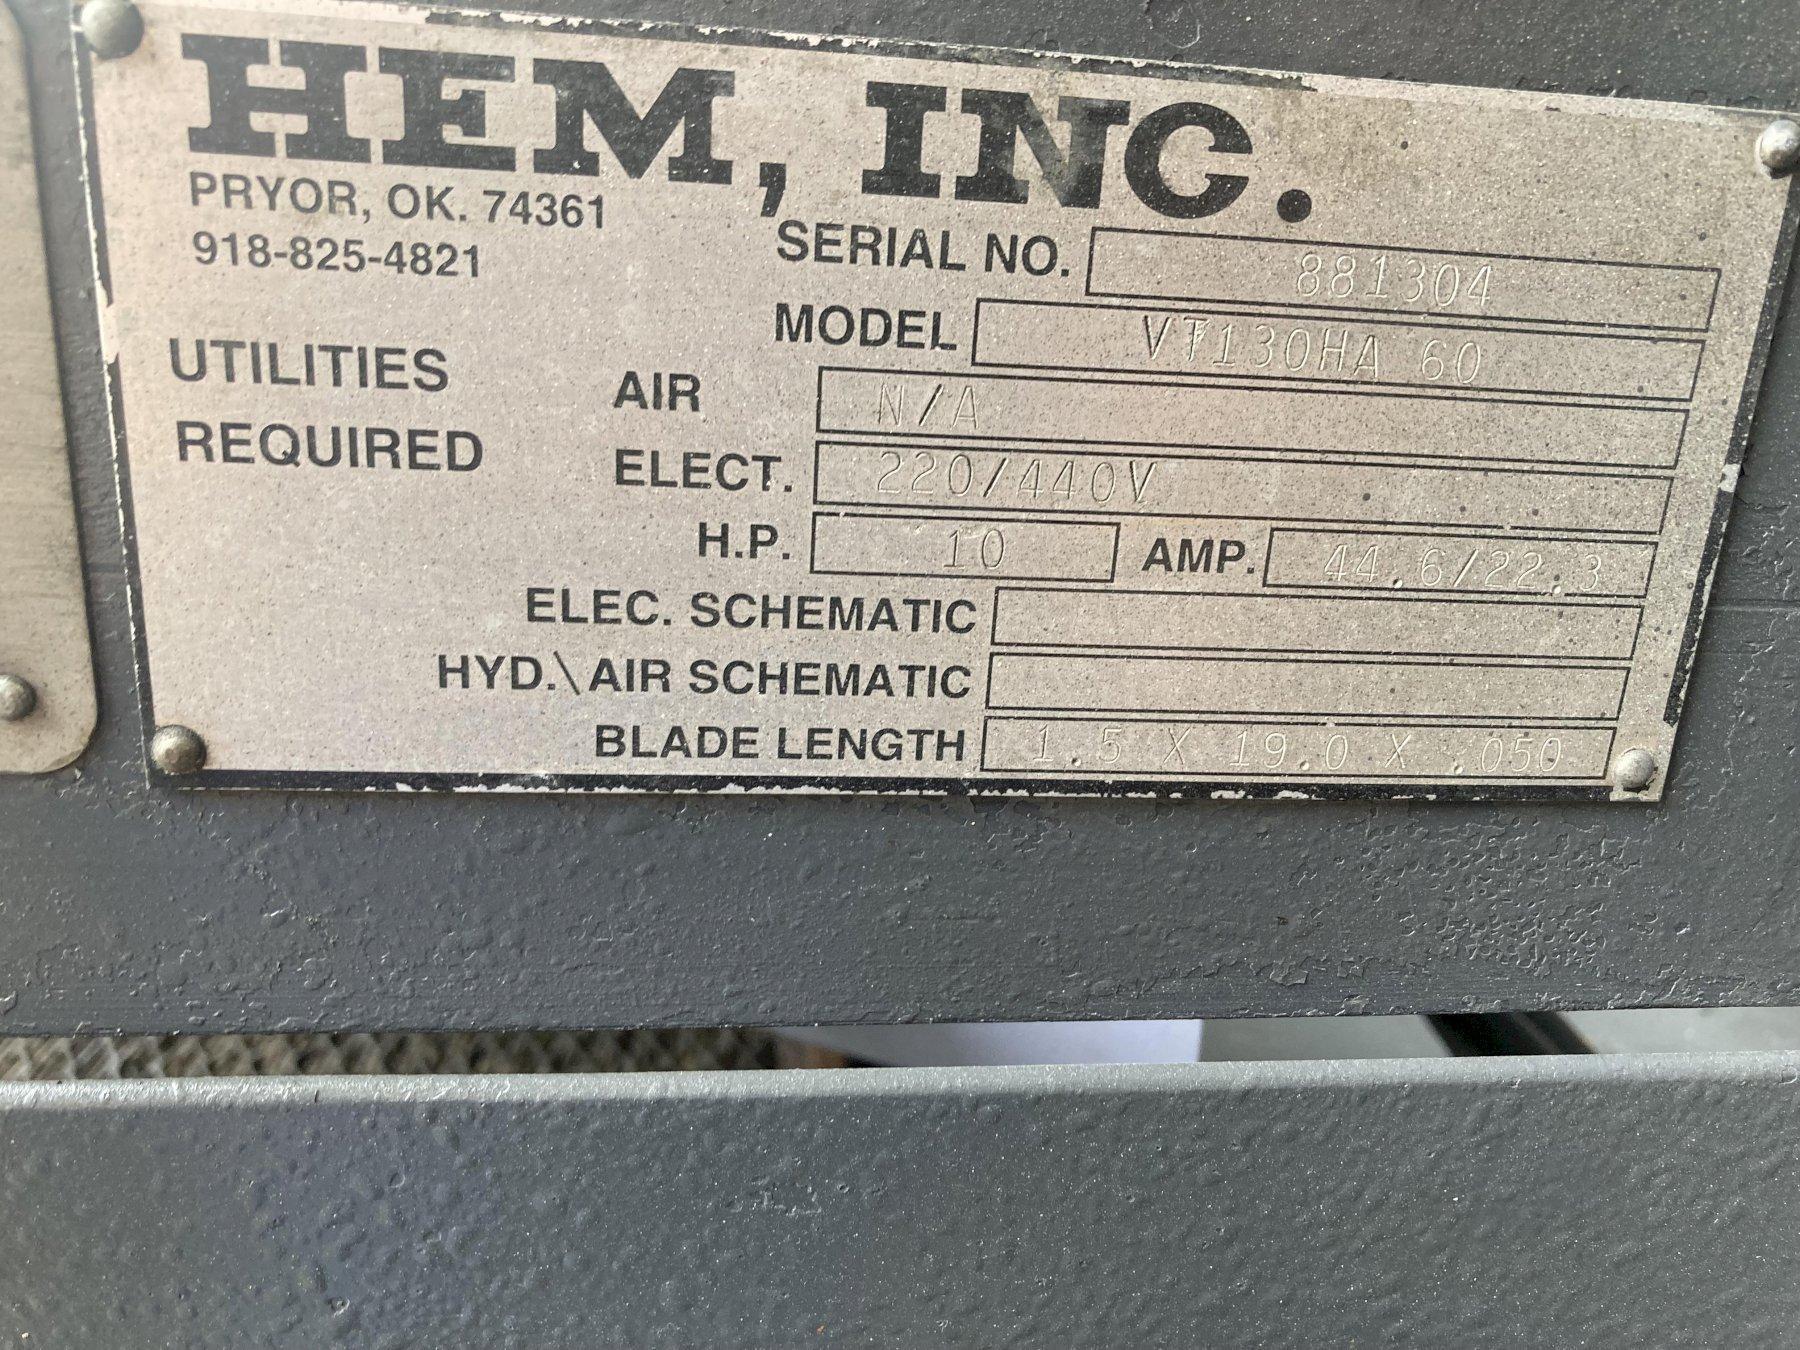 HEM, INC.
PRYOR, OK. 74361
918-825-4821
SERIAL NO. 881304
MODEL VT130HA 60
UTILITIES REQUIRED
AIR N/A
ELECT. 220/440V
H.P. 10 AMP. 44.6/22.3
ELEC. SCHEMATIC
HYD.\AIR SCHEMATIC
BLADE LENGTH 1.5 X 19.0 X .050